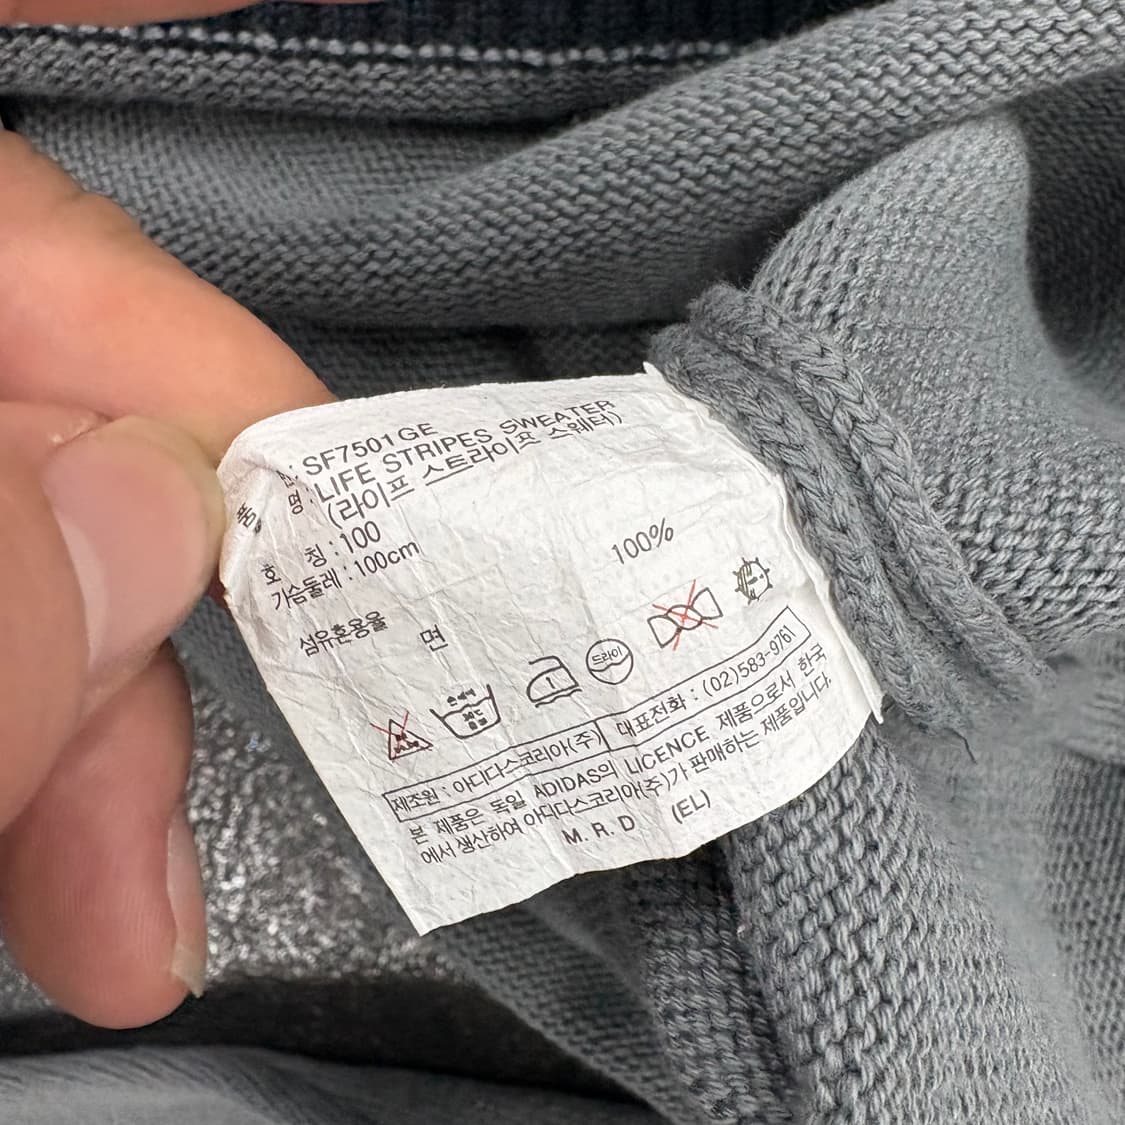 품 번 : SF7501GE
명 : LIFE STRIPES SWEATER
(라이프 스트라이프 스웨터)
호 칭 : 100
가슴둘레 : 100cm
섬유혼용율 면 100%
드라이
제조원 : 아디다스코리아(주) 대표전화 : (02)583-9761
본 제품은 독일 ADIDAS의 LICENCE 제품으로서 한국
에서 생산하여 아디다스코리아(주)가 판매하는 제품입니다.
M.R.D (EL)